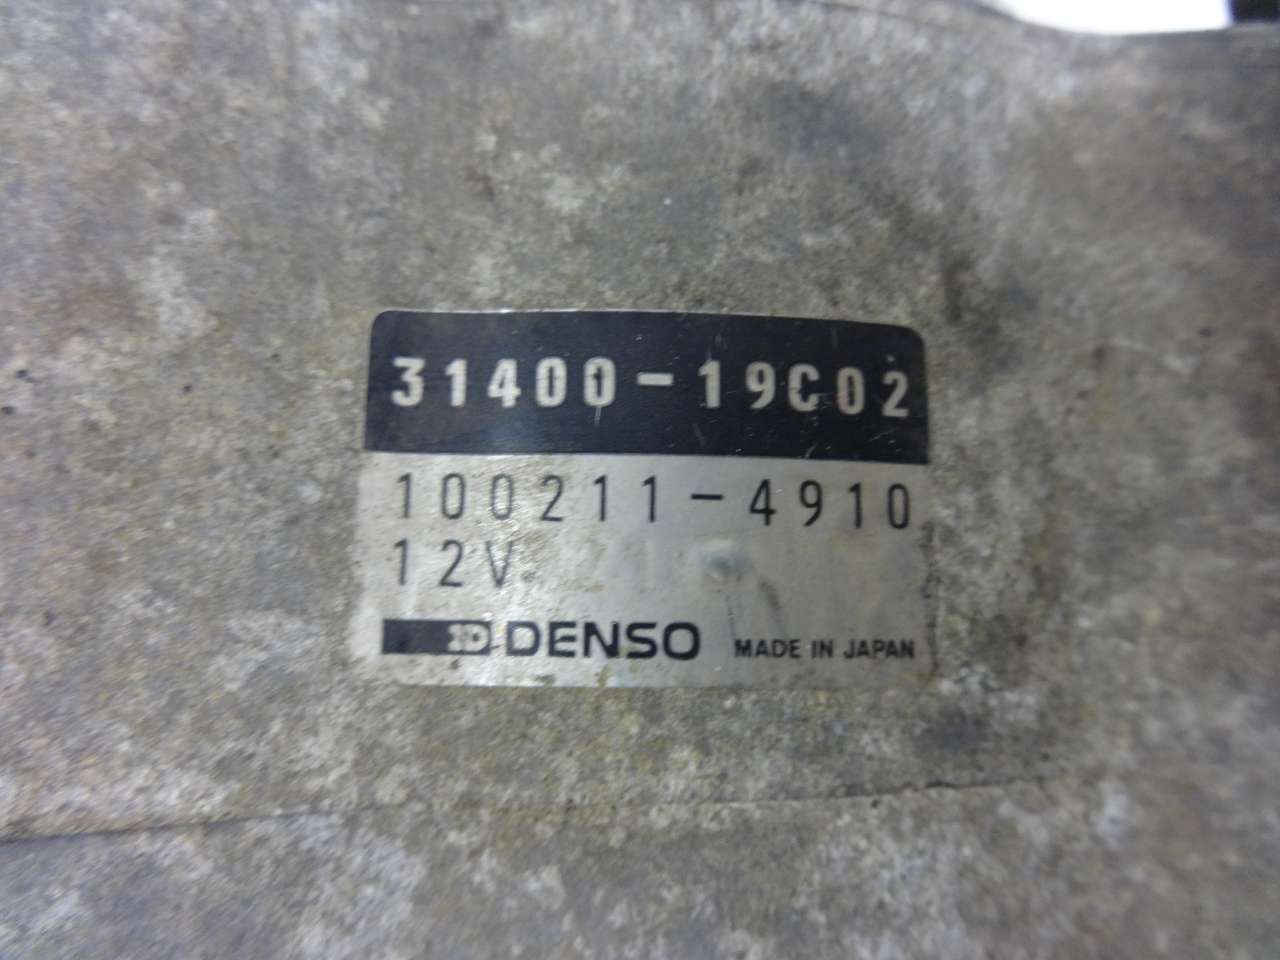 31400-19C02
100211-4910
12V
DENSO MADE IN JAPAN